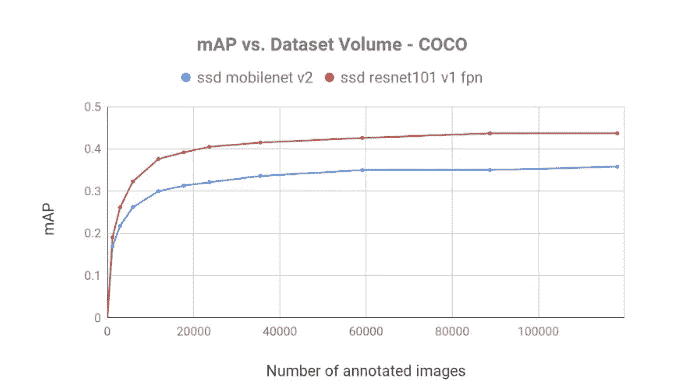 mAP vs. Dataset Volume - COCO
ssd mobilenet v2 ssd resnet101 v1 fpn
0.5
0.4
0.3
0.2
0.1
0
mAP
0 20000 40000 60000 80000 100000
Number of annotated images